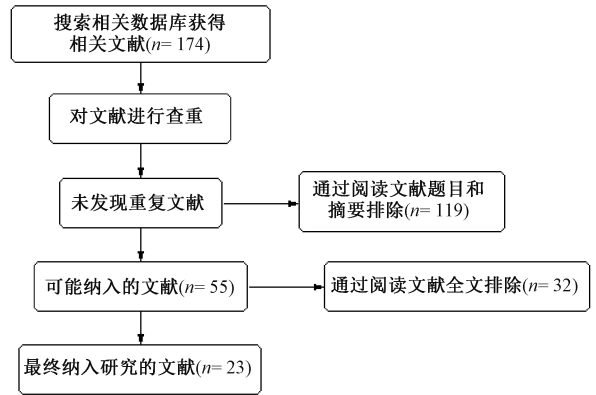 搜索相关数据库获得
相关文献(n= 174)
对文献进行查重
未发现重复文献
通过阅读文献题目和
摘要排除(n= 119)
可能纳入的文献(n= 55)
通过阅读文献全文排除(n= 32)
最终纳入研究的文献(n= 23)